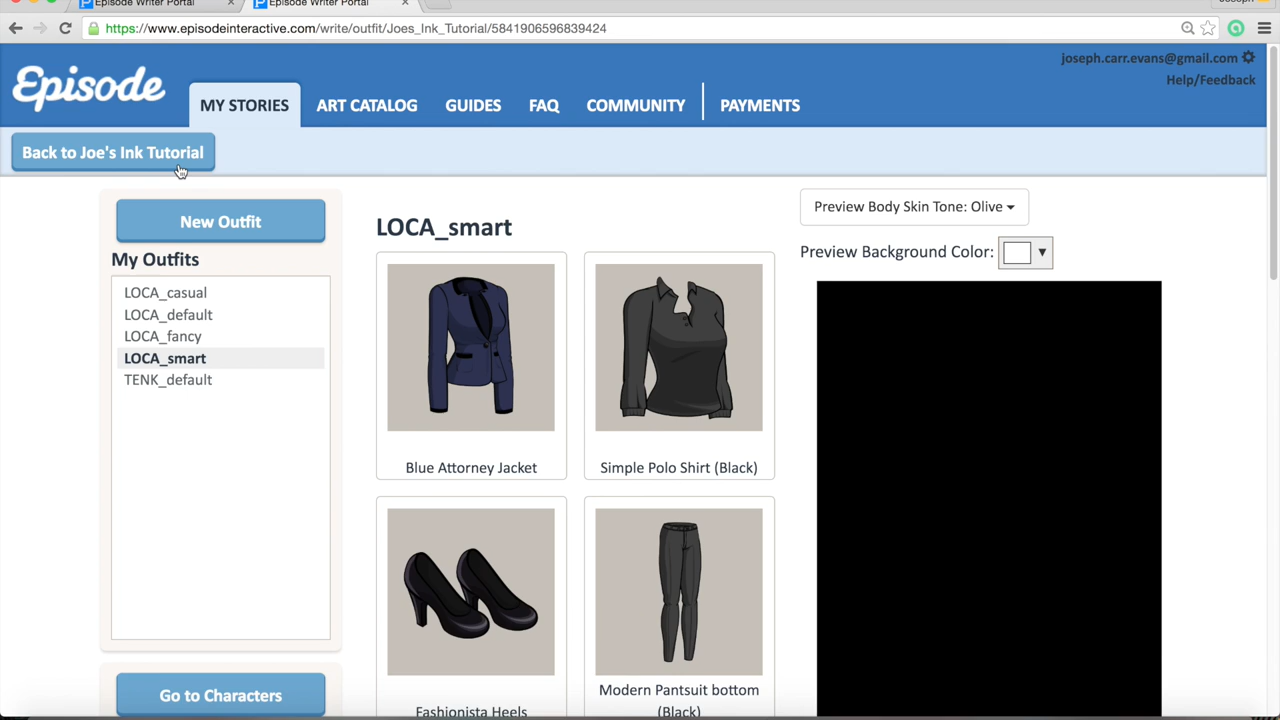 Episode Writer Portal × Episode Writer Portal × Joseph
https://www.episodeinteractive.com/write/outfit/Joes_Ink_Tutorial/5841906596839424
joseph.carr.evans@gmail.com
Help/Feedback
Episode
MY STORIES ART CATALOG GUIDES FAQ COMMUNITY PAYMENTS
Back to Joe's Ink Tutorial
New Outfit
My Outfits
LOCA_casual
LOCA_default
LOCA_fancy
LOCA_smart
TENK_default
Go to Characters
LOCA_smart
Blue Attorney Jacket
Simple Polo Shirt (Black)
Fashionista Heels
Modern Pantsuit bottom
(Black)
Preview Body Skin Tone: Olive
Preview Background Color: